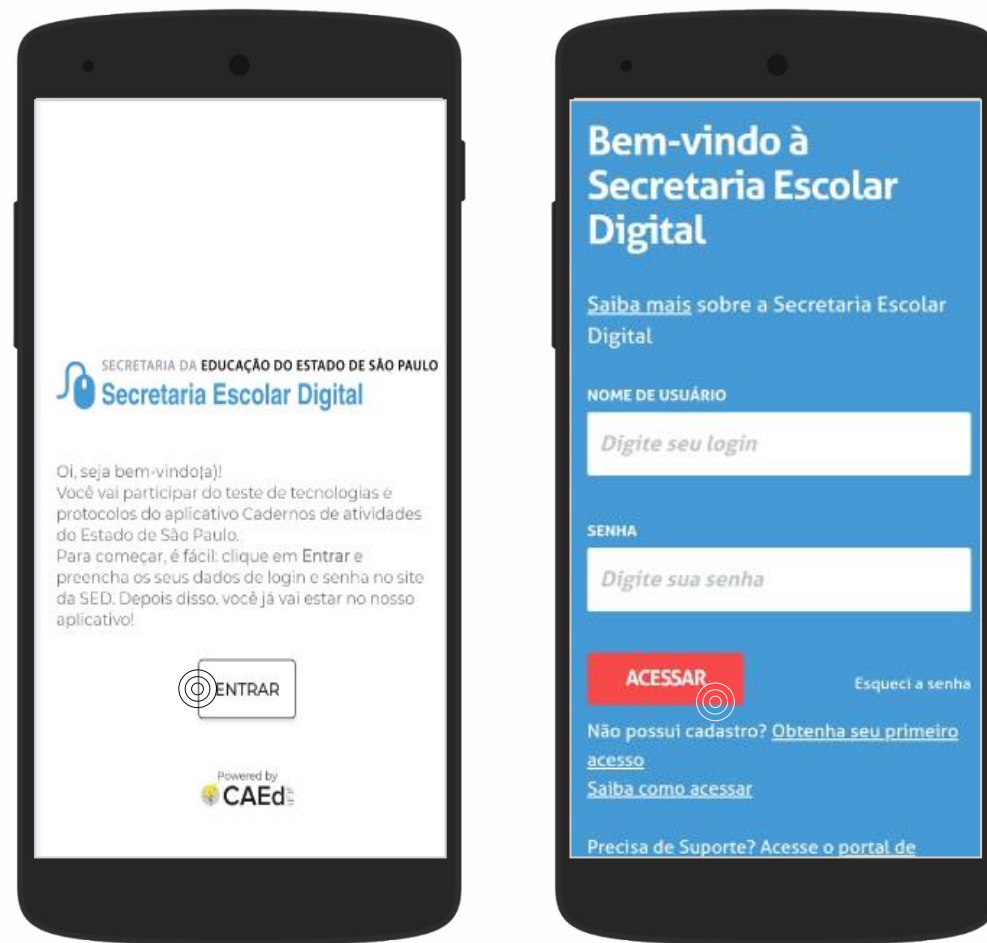 SECRETARIA DA EDUCAÇÃO DO ESTADO DE SÃO PAULO
Secretaria Escolar Digital
Oi, seja bem-vindo(a)!
Você vai participar do teste de tecnologias e
protocolos do aplicativo Cadernos de atividades
do Estado de São Paulo.
Para começar, é fácil: clique em Entrar e
preencha os seus dados de login e senha no site
da SED. Depois disso, você já vai estar no nosso
aplicativo!
ENTRAR
Powered by
CAEd
Bem-vindo à
Secretaria Escolar
Digital
Saiba mais sobre a Secretaria Escolar
Digital
NOME DE USUÁRIO
Digite seu login
SENHA
Digite sua senha
ACESSAR
Esqueci a senha
Não possui cadastro? Obtenha seu primeiro
acesso
Saiba como acessar
Precisa de Suporte? Acesse o portal de